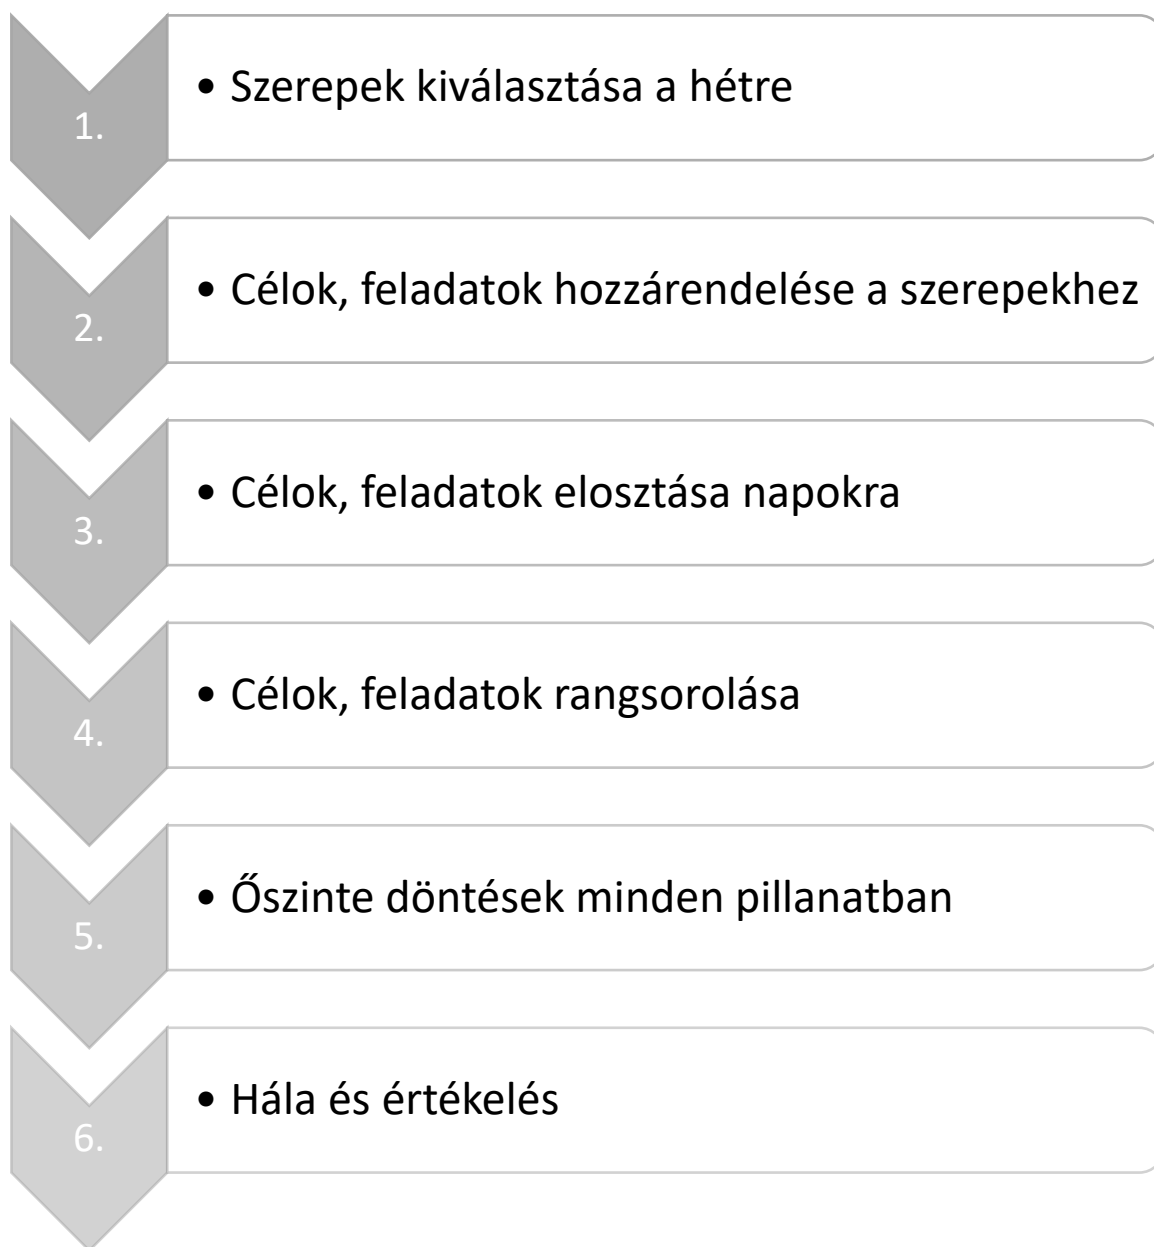 1.
• Szerepek kiválasztása a hétre
2.
• Célok, feladatok hozzárendelése a szerepekhez
3.
• Célok, feladatok elosztása napokra
4.
• Célok, feladatok rangsorolása
5.
• Őszinte döntések minden pillanatban
6.
• Hála és értékelés